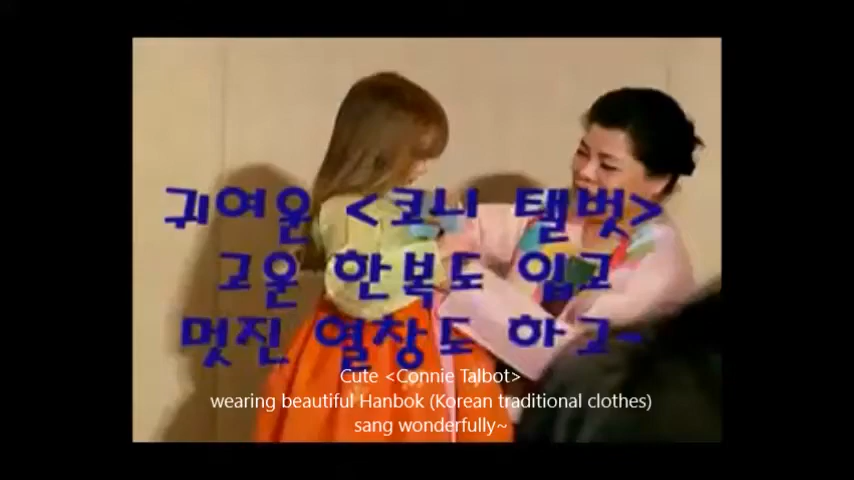 귀여운 <코니 탤벗>
고운 한복도 입고
멋진 열창도 하고~
Cute <Connie Talbot>
wearing beautiful Hanbok (Korean traditional clothes)
sang wonderfully~